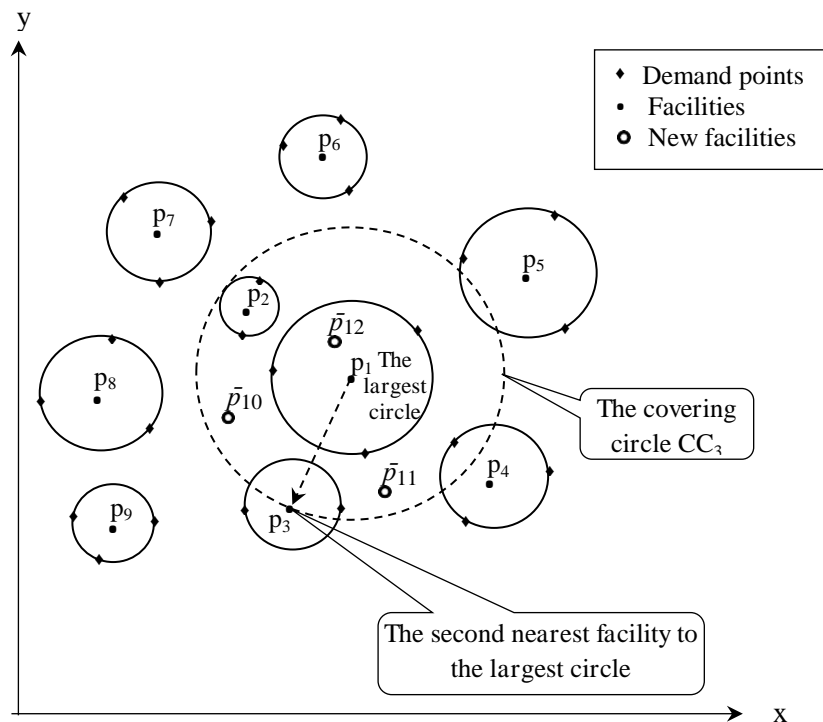 y
Demand points
Facilities
New facilities
p₆
p₇
p₅
p₂
p̄₁₂
p₁ The
largest
circle
p₈
p̄₁₀
The covering
circle CC₃
p̄₁₁
p₄
p₃
p₉
The second nearest facility to
the largest circle
x